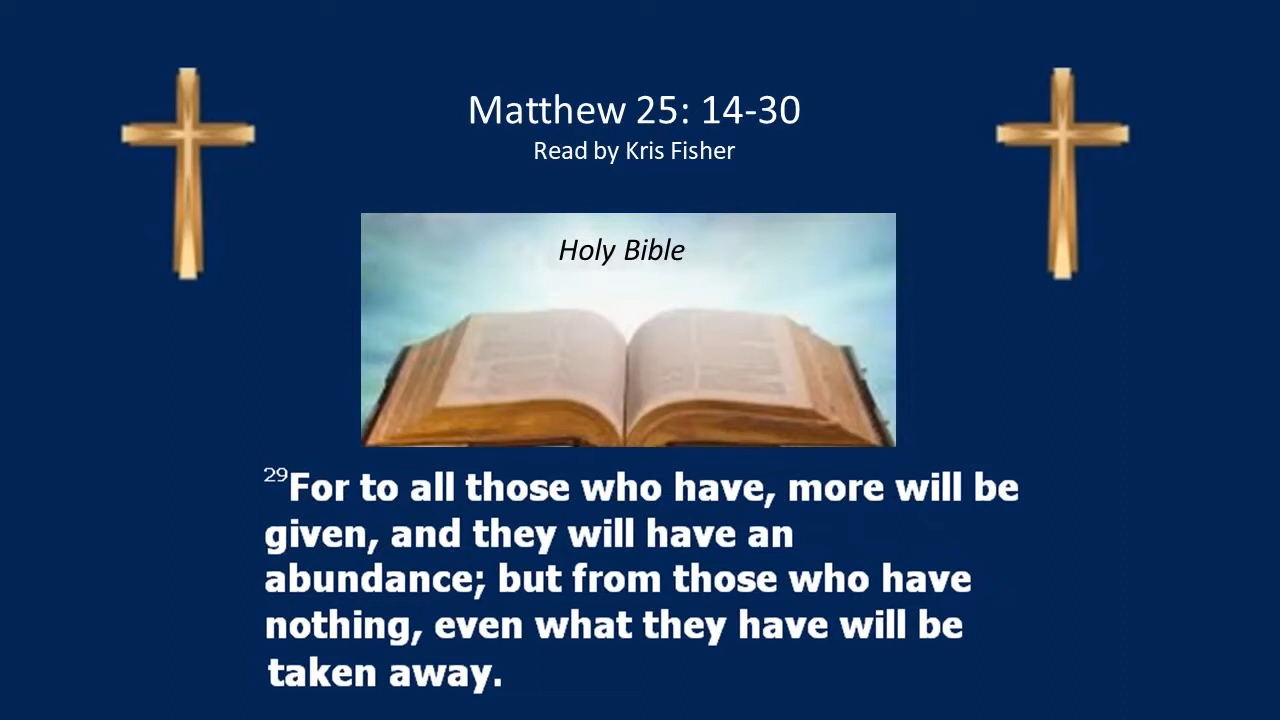 Matthew 25: 14-30
Read by Kris Fisher
Holy Bible
29For to all those who have, more will be
given, and they will have an
abundance; but from those who have
nothing, even what they have will be
taken away.